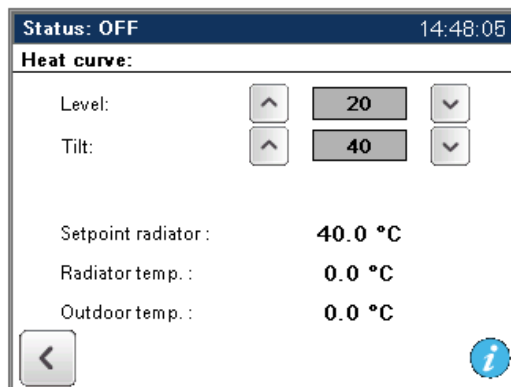 Status: OFF 14:48:05
Heat curve:
Level: 20
Tilt: 40
Setpoint radiator : 40.0 °C
Radiator temp. : 0.0 °C
Outdoor temp. : 0.0 °C
i